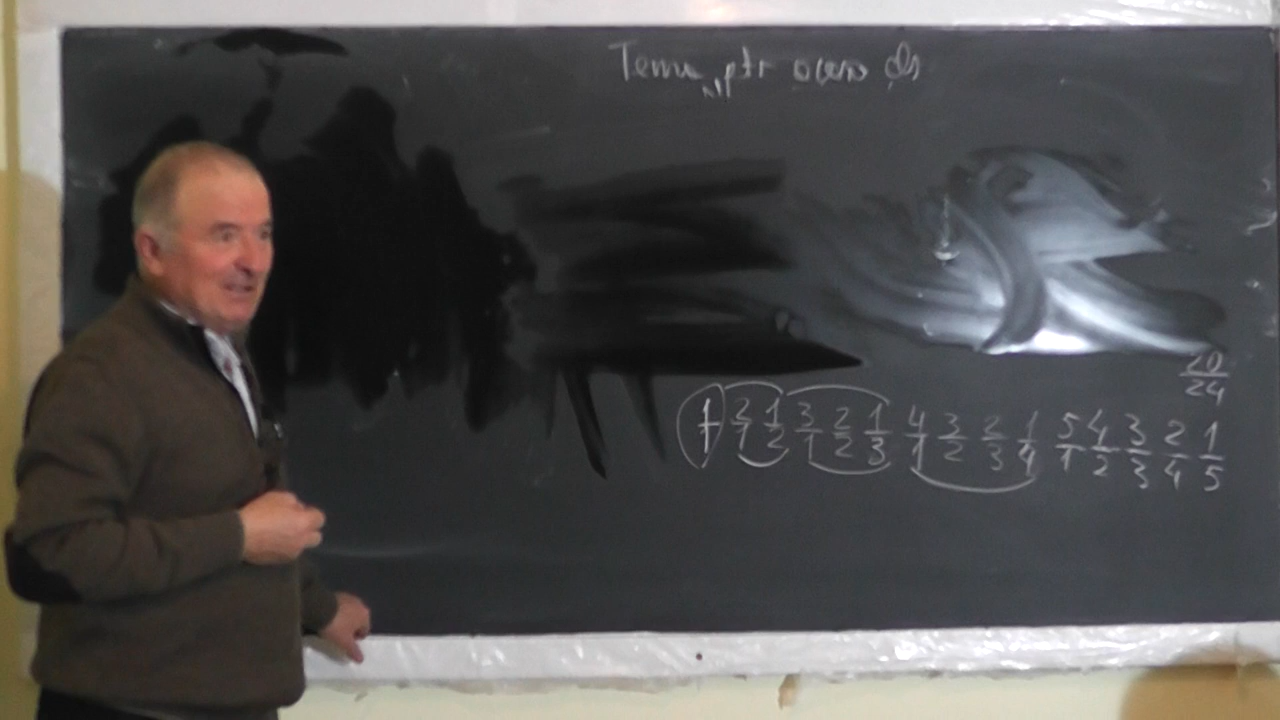 Temă ptr acasă
20/24
1/1 2/1 1/2 3/1 2/2 1/3 4/1 3/2 2/3 1/4 5/1 4/2 3/3 2/4 1/5